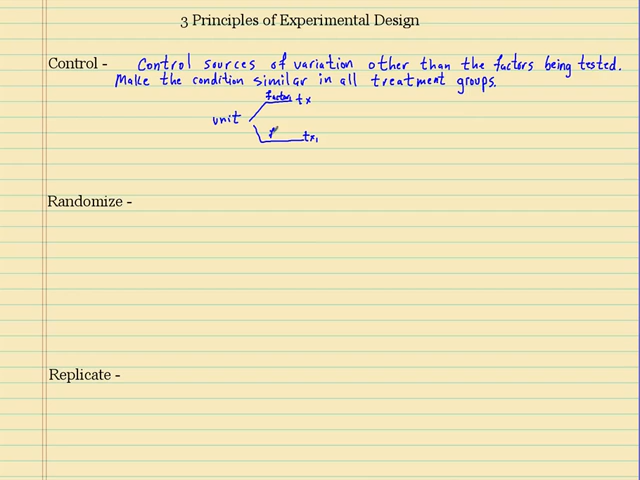 3 Principles of Experimental Design
Control - Control sources of variation other than the factors being tested.
Make the condition similar in all treatment groups.
factor1 tx
unit
tx1
Randomize -
Replicate -